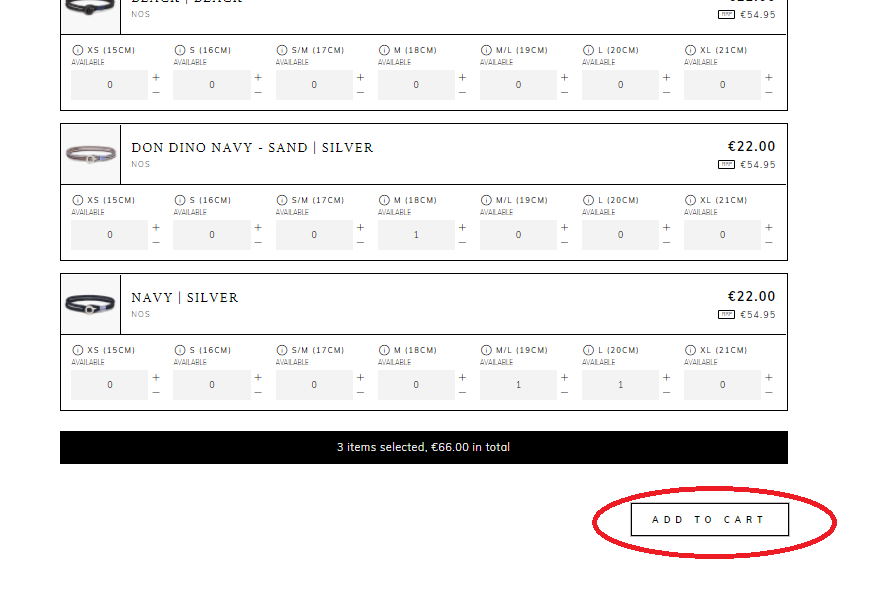 BLACK | BLACK
€22.00
NOS
RRP €54.95
XS (15CM) S (16CM) S/M (17CM) M (18CM) M/L (19CM) L (20CM) XL (21CM)
AVAILABLE AVAILABLE AVAILABLE AVAILABLE AVAILABLE AVAILABLE AVAILABLE
0 + 0 + 0 + 0 + 0 + 0 + 0 +
− − − − − − −
DON DINO NAVY - SAND | SILVER
€22.00
NOS
RRP €54.95
XS (15CM) S (16CM) S/M (17CM) M (18CM) M/L (19CM) L (20CM) XL (21CM)
AVAILABLE AVAILABLE AVAILABLE AVAILABLE AVAILABLE AVAILABLE AVAILABLE
0 + 0 + 0 + 1 + 0 + 0 + 0 +
− − − − − − −
NAVY | SILVER
€22.00
NOS
RRP €54.95
XS (15CM) S (16CM) S/M (17CM) M (18CM) M/L (19CM) L (20CM) XL (21CM)
AVAILABLE AVAILABLE AVAILABLE AVAILABLE AVAILABLE AVAILABLE AVAILABLE
0 + 0 + 0 + 0 + 1 + 1 + 0 +
− − − − − − −
3 items selected, €66.00 in total
ADD TO CART